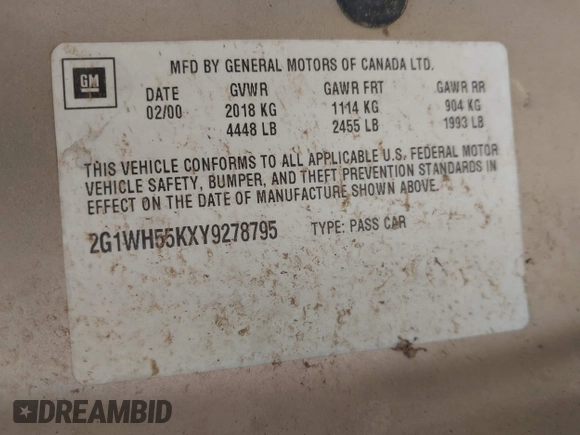 GM
MFD BY GENERAL MOTORS OF CANADA LTD.
DATE GVWR GAWR FRT GAWR RR
02/00 2018 KG 1114 KG 904 KG
4448 LB 2455 LB 1993 LB
THIS VEHICLE CONFORMS TO ALL APPLICABLE U.S. FEDERAL MOTOR
VEHICLE SAFETY, BUMPER, AND THEFT PREVENTION STANDARDS IN
EFFECT ON THE DATE OF MANUFACTURE SHOWN ABOVE.
2G1WH55KXY9278795 TYPE: PASS CAR
DREAMBID